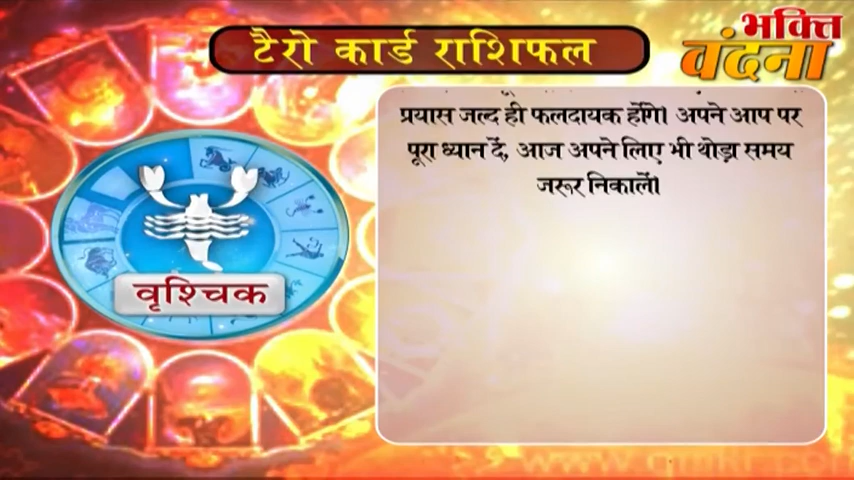 टैरो कार्ड राशिफल
भक्ति
वंदना
प्रयास जल्द ही फलदायक होंगे। अपने आप पर
पूरा ध्यान दें, आज अपने लिए भी थोड़ा समय
जरूर निकालें।
वृश्चिक